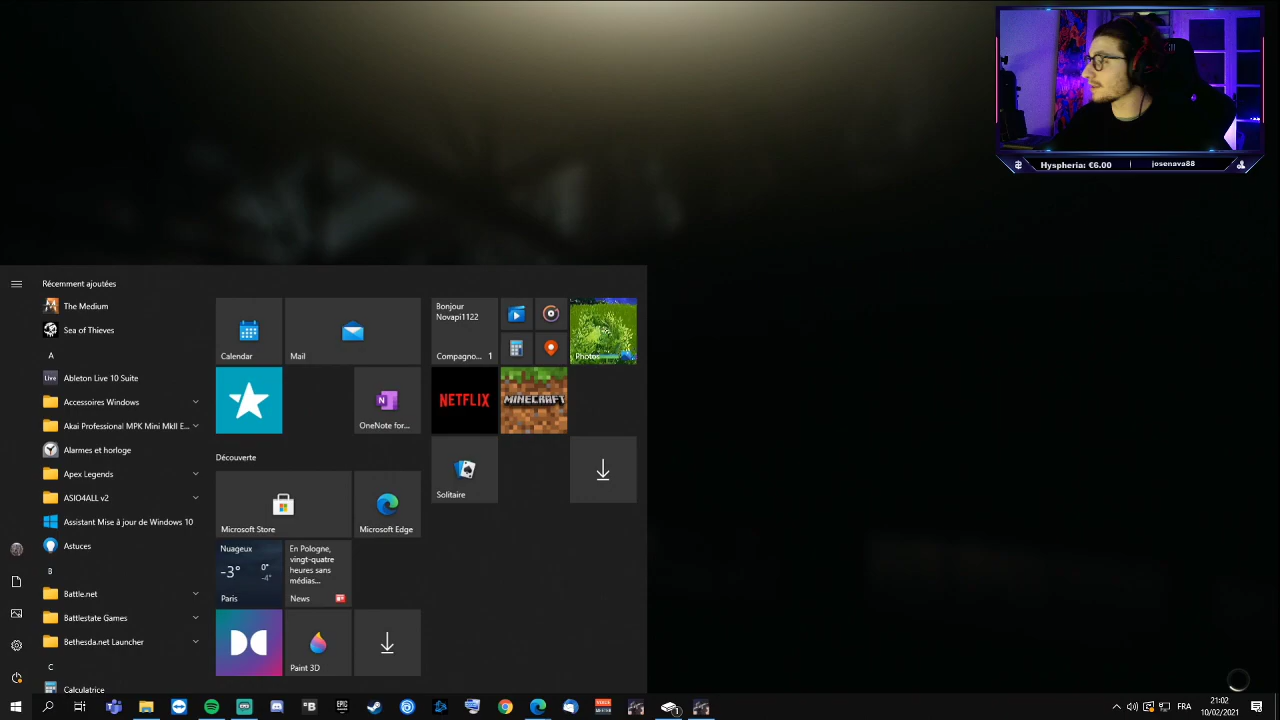 Hyspheria: €6.00
josenava88
Récemment ajoutées
The Medium
Sea of Thieves
A
Live
Ableton Live 10 Suite
Accessoires Windows
Akai Professional MPK Mini MkII E...
Alarmes et horloge
Apex Legends
ASIO4ALL v2
Assistant Mise à jour de Windows 10
Astuces
B
Battle.net
Battlestate Games
Bethesda.net Launcher
C
Calculatrice
Calendar
Mail
OneNote for...
Découverte
Microsoft Store
Microsoft Edge
Nuageux
-3°
0°
-4°
Paris
En Pologne,
vingt-quatre
heures sans
médias...
News
Paint 3D
Bonjour
Novapi1122
Compagno... 1
Photos
NETFLIX
MINECRAFT
Solitaire
FRA
21:02
10/02/2021